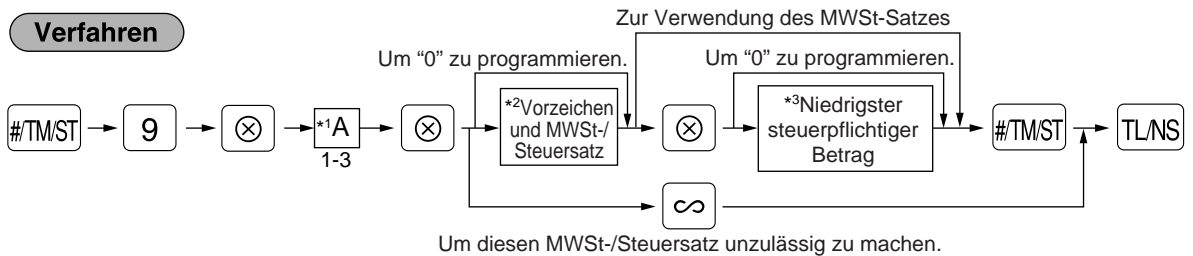 Verfahren
Zur Verwendung des MWSt-Satzes
Um “0” zu programmieren.
Um “0” zu programmieren.
#/TM/ST
9
⊗
*1A
1-3
⊗
*2Vorzeichen
und MWSt-/
Steuersatz
⊗
*3Niedrigster
steuerpflichtiger
Betrag
#/TM/ST
TL/NS
∞
Um diesen MWSt-/Steuersatz unzulässig zu machen.